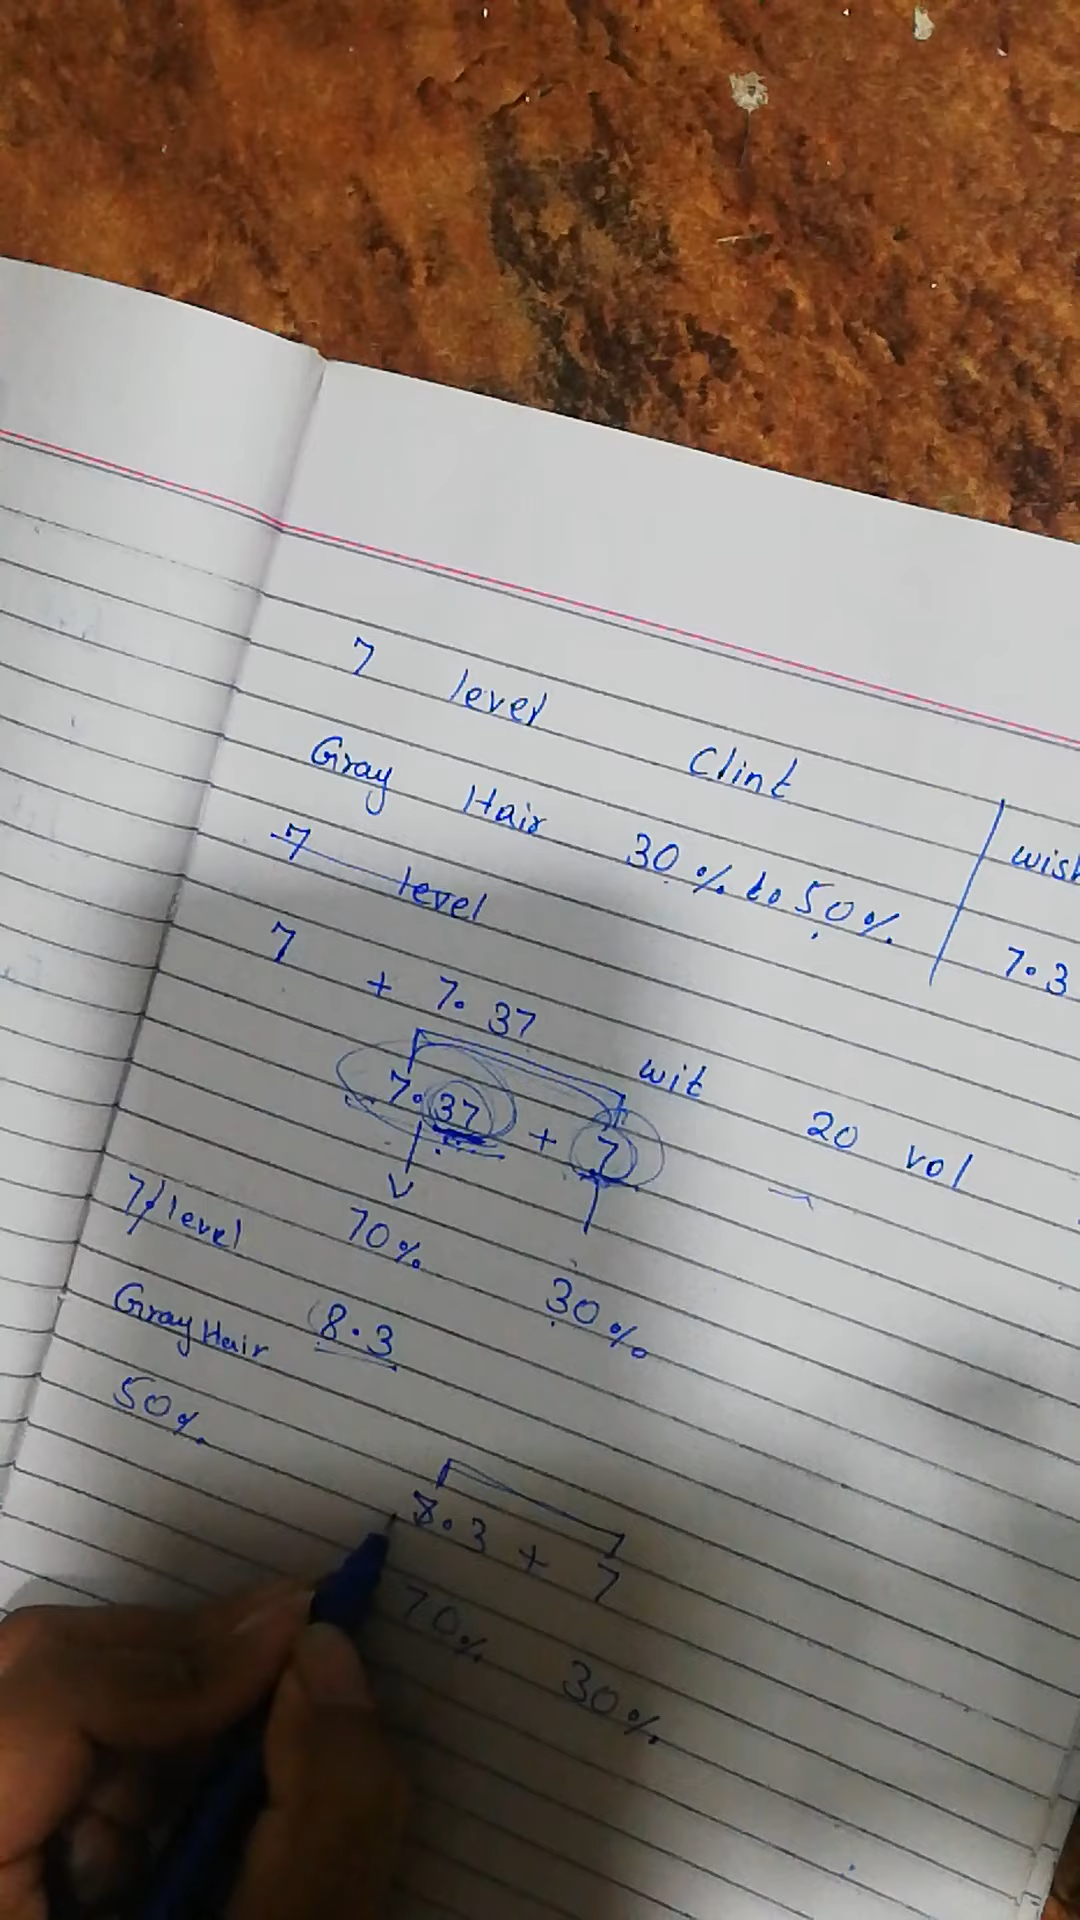 7 level
Clint
Gray Hair 30% to 50%
7 level
7.3
7 + 7.37 wit 20 vol
7.37 + 7
7 level 70% 30%
Gray Hair 8.3
50%
8.3 + 7
70% 30%